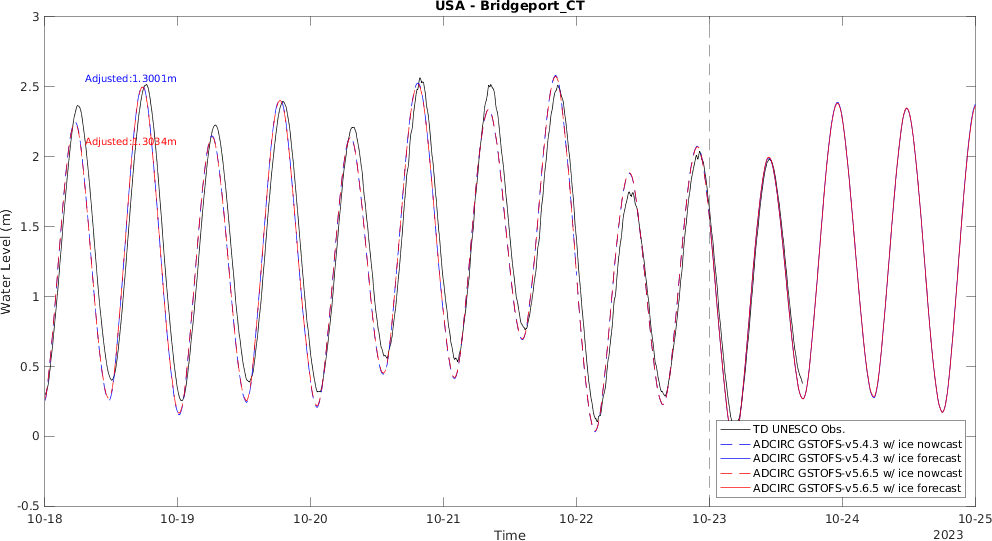 USA - Bridgeport_CT
3
2.5
2
1.5
1
0.5
0
-0.5
Water Level (m)
Adjusted:1.3001m
Adjusted:1.3034m
TD UNESCO Obs.
ADCIRC GSTOFS-v5.4.3 w/ ice nowcast
ADCIRC GSTOFS-v5.4.3 w/ ice forecast
ADCIRC GSTOFS-v5.6.5 w/ ice nowcast
ADCIRC GSTOFS-v5.6.5 w/ ice forecast
10-18 10-19 10-20 10-21 10-22 10-23 10-24 10-25
Time
2023